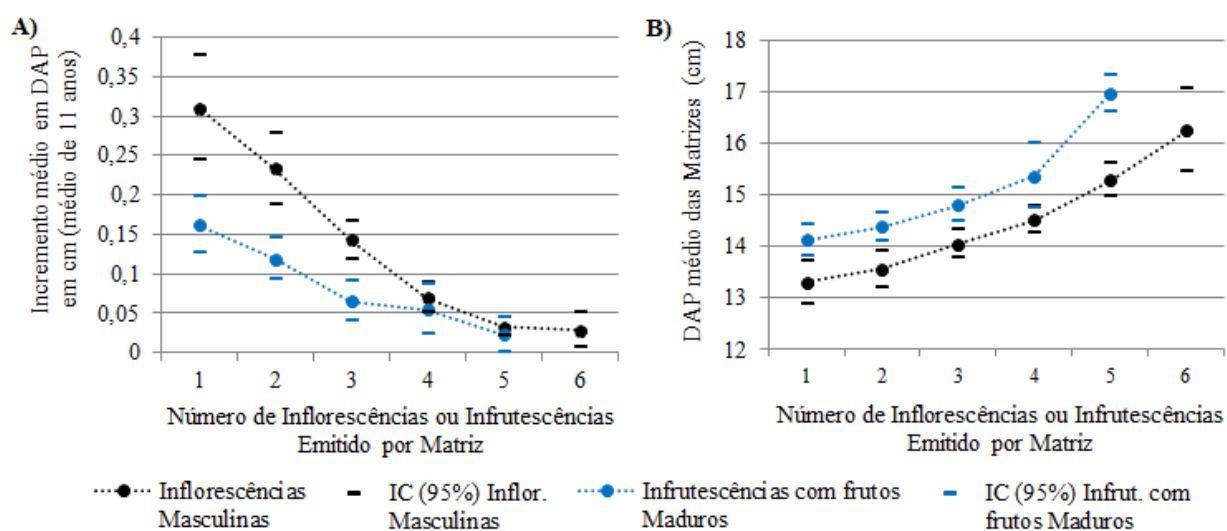 A)
Incremento médio em DAP
em cm (médio de 11 anos)
0,4
0,35
0,3
0,25
0,2
0,15
0,1
0,05
0
1 2 3 4 5 6
Número de Inflorescências ou Infrutescências
Emitido por Matriz
B)
DAP médio das Matrizes (cm)
18
17
16
15
14
13
12
1 2 3 4 5 6
Número de Inflorescências ou Infrutescências
Emitido por Matriz
Inflorescências
Masculinas
IC (95%) Inflor.
Masculinas
Infrutescências com frutos
Maduros
IC (95%) Infrut. com
frutos Maduros